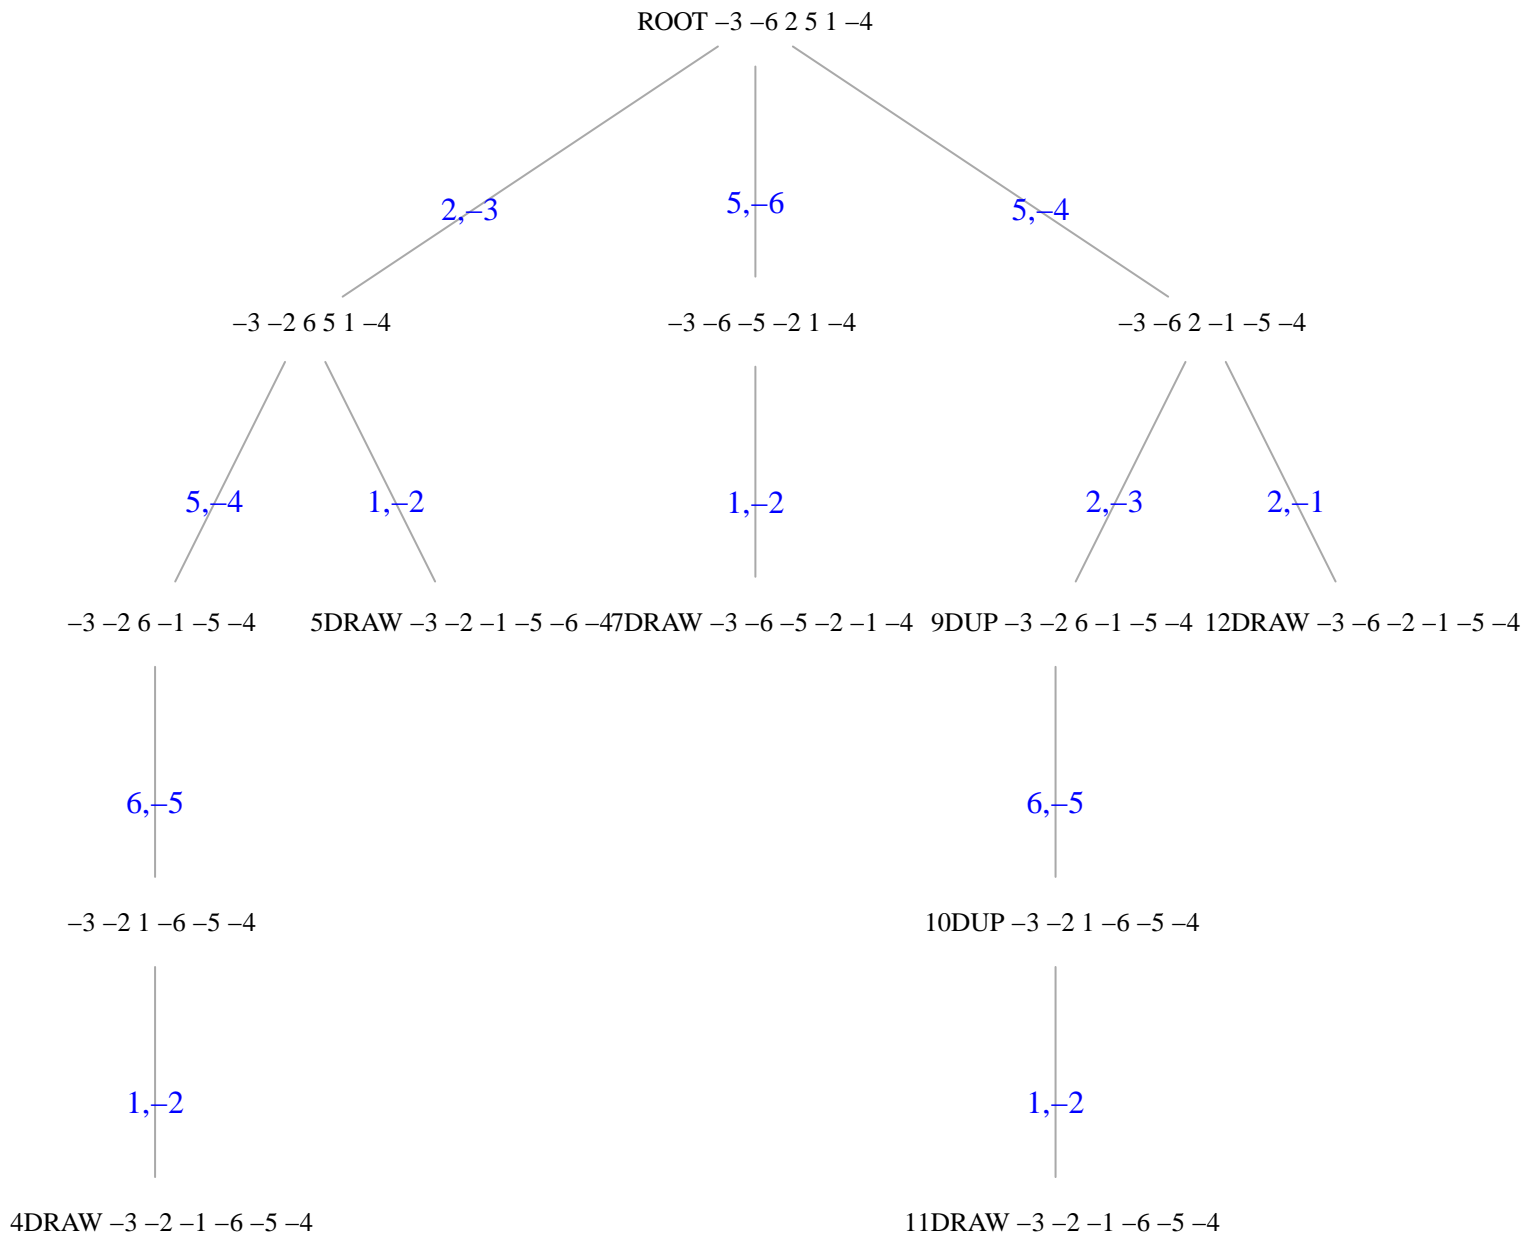 ROOT –3 –6 2 5 1 –4
2,–3
5,–6
5,–4
–3 –2 6 5 1 –4
–3 –6 –5 –2 1 –4
–3 –6 2 –1 –5 –4
5,–4
1,–2
1,–2
2,–3
2,–1
–3 –2 6 –1 –5 –4
5DRAW –3 –2 –1 –5 –6 –4
7DRAW –3 –6 –5 –2 –1 –4
9DUP –3 –2 6 –1 –5 –4
12DRAW –3 –6 –2 –1 –5 –4
6,–5
6,–5
–3 –2 1 –6 –5 –4
10DUP –3 –2 1 –6 –5 –4
1,–2
1,–2
4DRAW –3 –2 –1 –6 –5 –4
11DRAW –3 –2 –1 –6 –5 –4